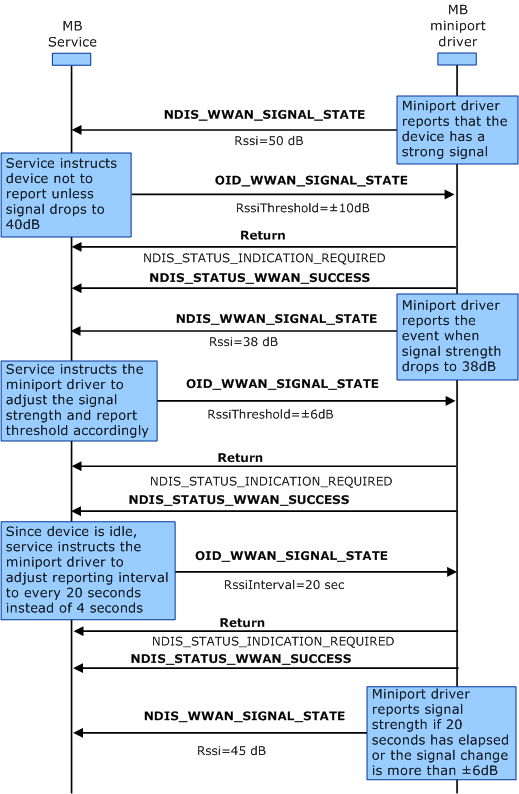 MB
Service
MB
miniport
driver
Miniport driver
reports that the
device has a
strong signal
NDIS_WWAN_SIGNAL_STATE
Rssi=50 dB
Service instructs
device not to
report unless
signal drops to
40dB
OID_WWAN_SIGNAL_STATE
RssiThreshold=±10dB
Return
NDIS_STATUS_INDICATION_REQUIRED
NDIS_STATUS_WWAN_SUCCESS
Miniport driver
reports the
event when
signal strength
drops to 38dB
NDIS_WWAN_SIGNAL_STATE
Rssi=38 dB
Service instructs the
miniport driver to
adjust the signal
strength and report
threshold accordingly
OID_WWAN_SIGNAL_STATE
RssiThreshold=±6dB
Return
NDIS_STATUS_INDICATION_REQUIRED
NDIS_STATUS_WWAN_SUCCESS
Since device is idle,
service instructs the
miniport driver to
adjust reporting interval
to every 20 seconds
instead of 4 seconds
OID_WWAN_SIGNAL_STATE
RssiInterval=20 sec
Return
NDIS_STATUS_INDICATION_REQUIRED
NDIS_STATUS_WWAN_SUCCESS
Miniport driver
reports signal
strength if 20
seconds has elapsed
or the signal change
is more than ±6dB
NDIS_WWAN_SIGNAL_STATE
Rssi=45 dB